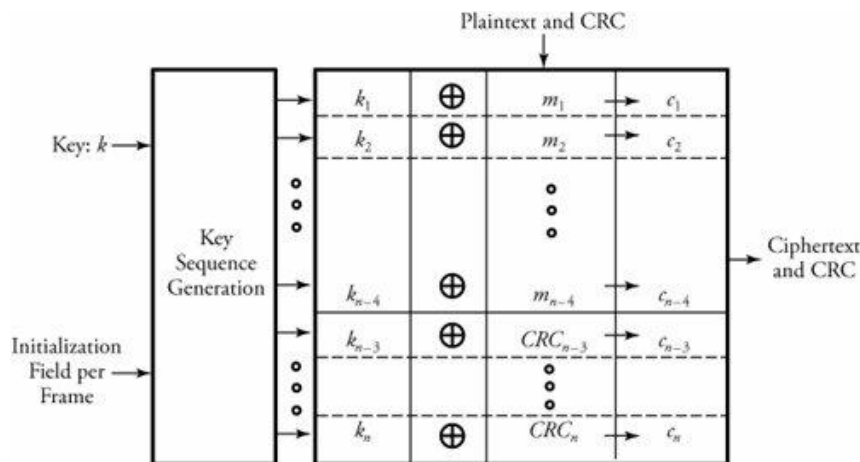 Plaintext and CRC
k₁ ⊕ m₁ c₁
k₂ ⊕ m₂ c₂
Key: k
Key
Sequence
Generation
Ciphertext
and CRC
kₙ₋₄ ⊕ mₙ₋₄ cₙ₋₄
kₙ₋₃ ⊕ CRCₙ₋₃ cₙ₋₃
Initialization
Field per
Frame
kₙ ⊕ CRCₙ cₙ